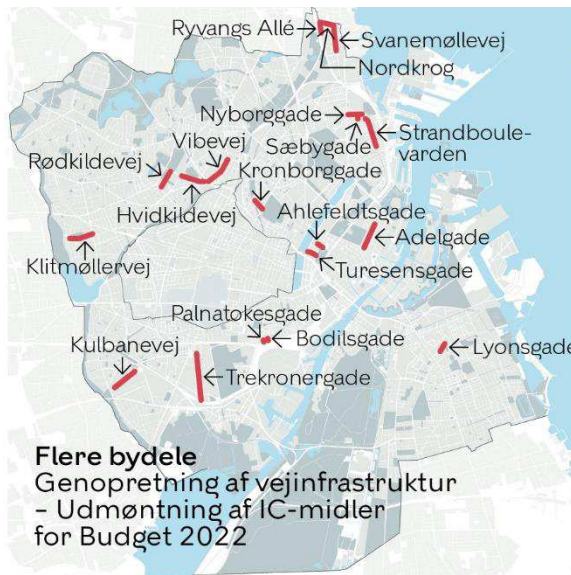 Ryvangs Allé
Svanemøllevej
Nordkrog
Nyborggade
Sæbygade
Strandboule-
varden
Vibevej
Rødkildevej
Kronborggade
Hvidkildevej
Ahlefeldtsgade
Adelgade
Klitmøllervej
Turesensgade
Palnatokesgade
Bodilsgade
Lyonsgade
Kulbanevej
Trekronergade
Flere bydele
Genopretning af vejinfrastruktur
– Udmøntning af IC-midler
for Budget 2022